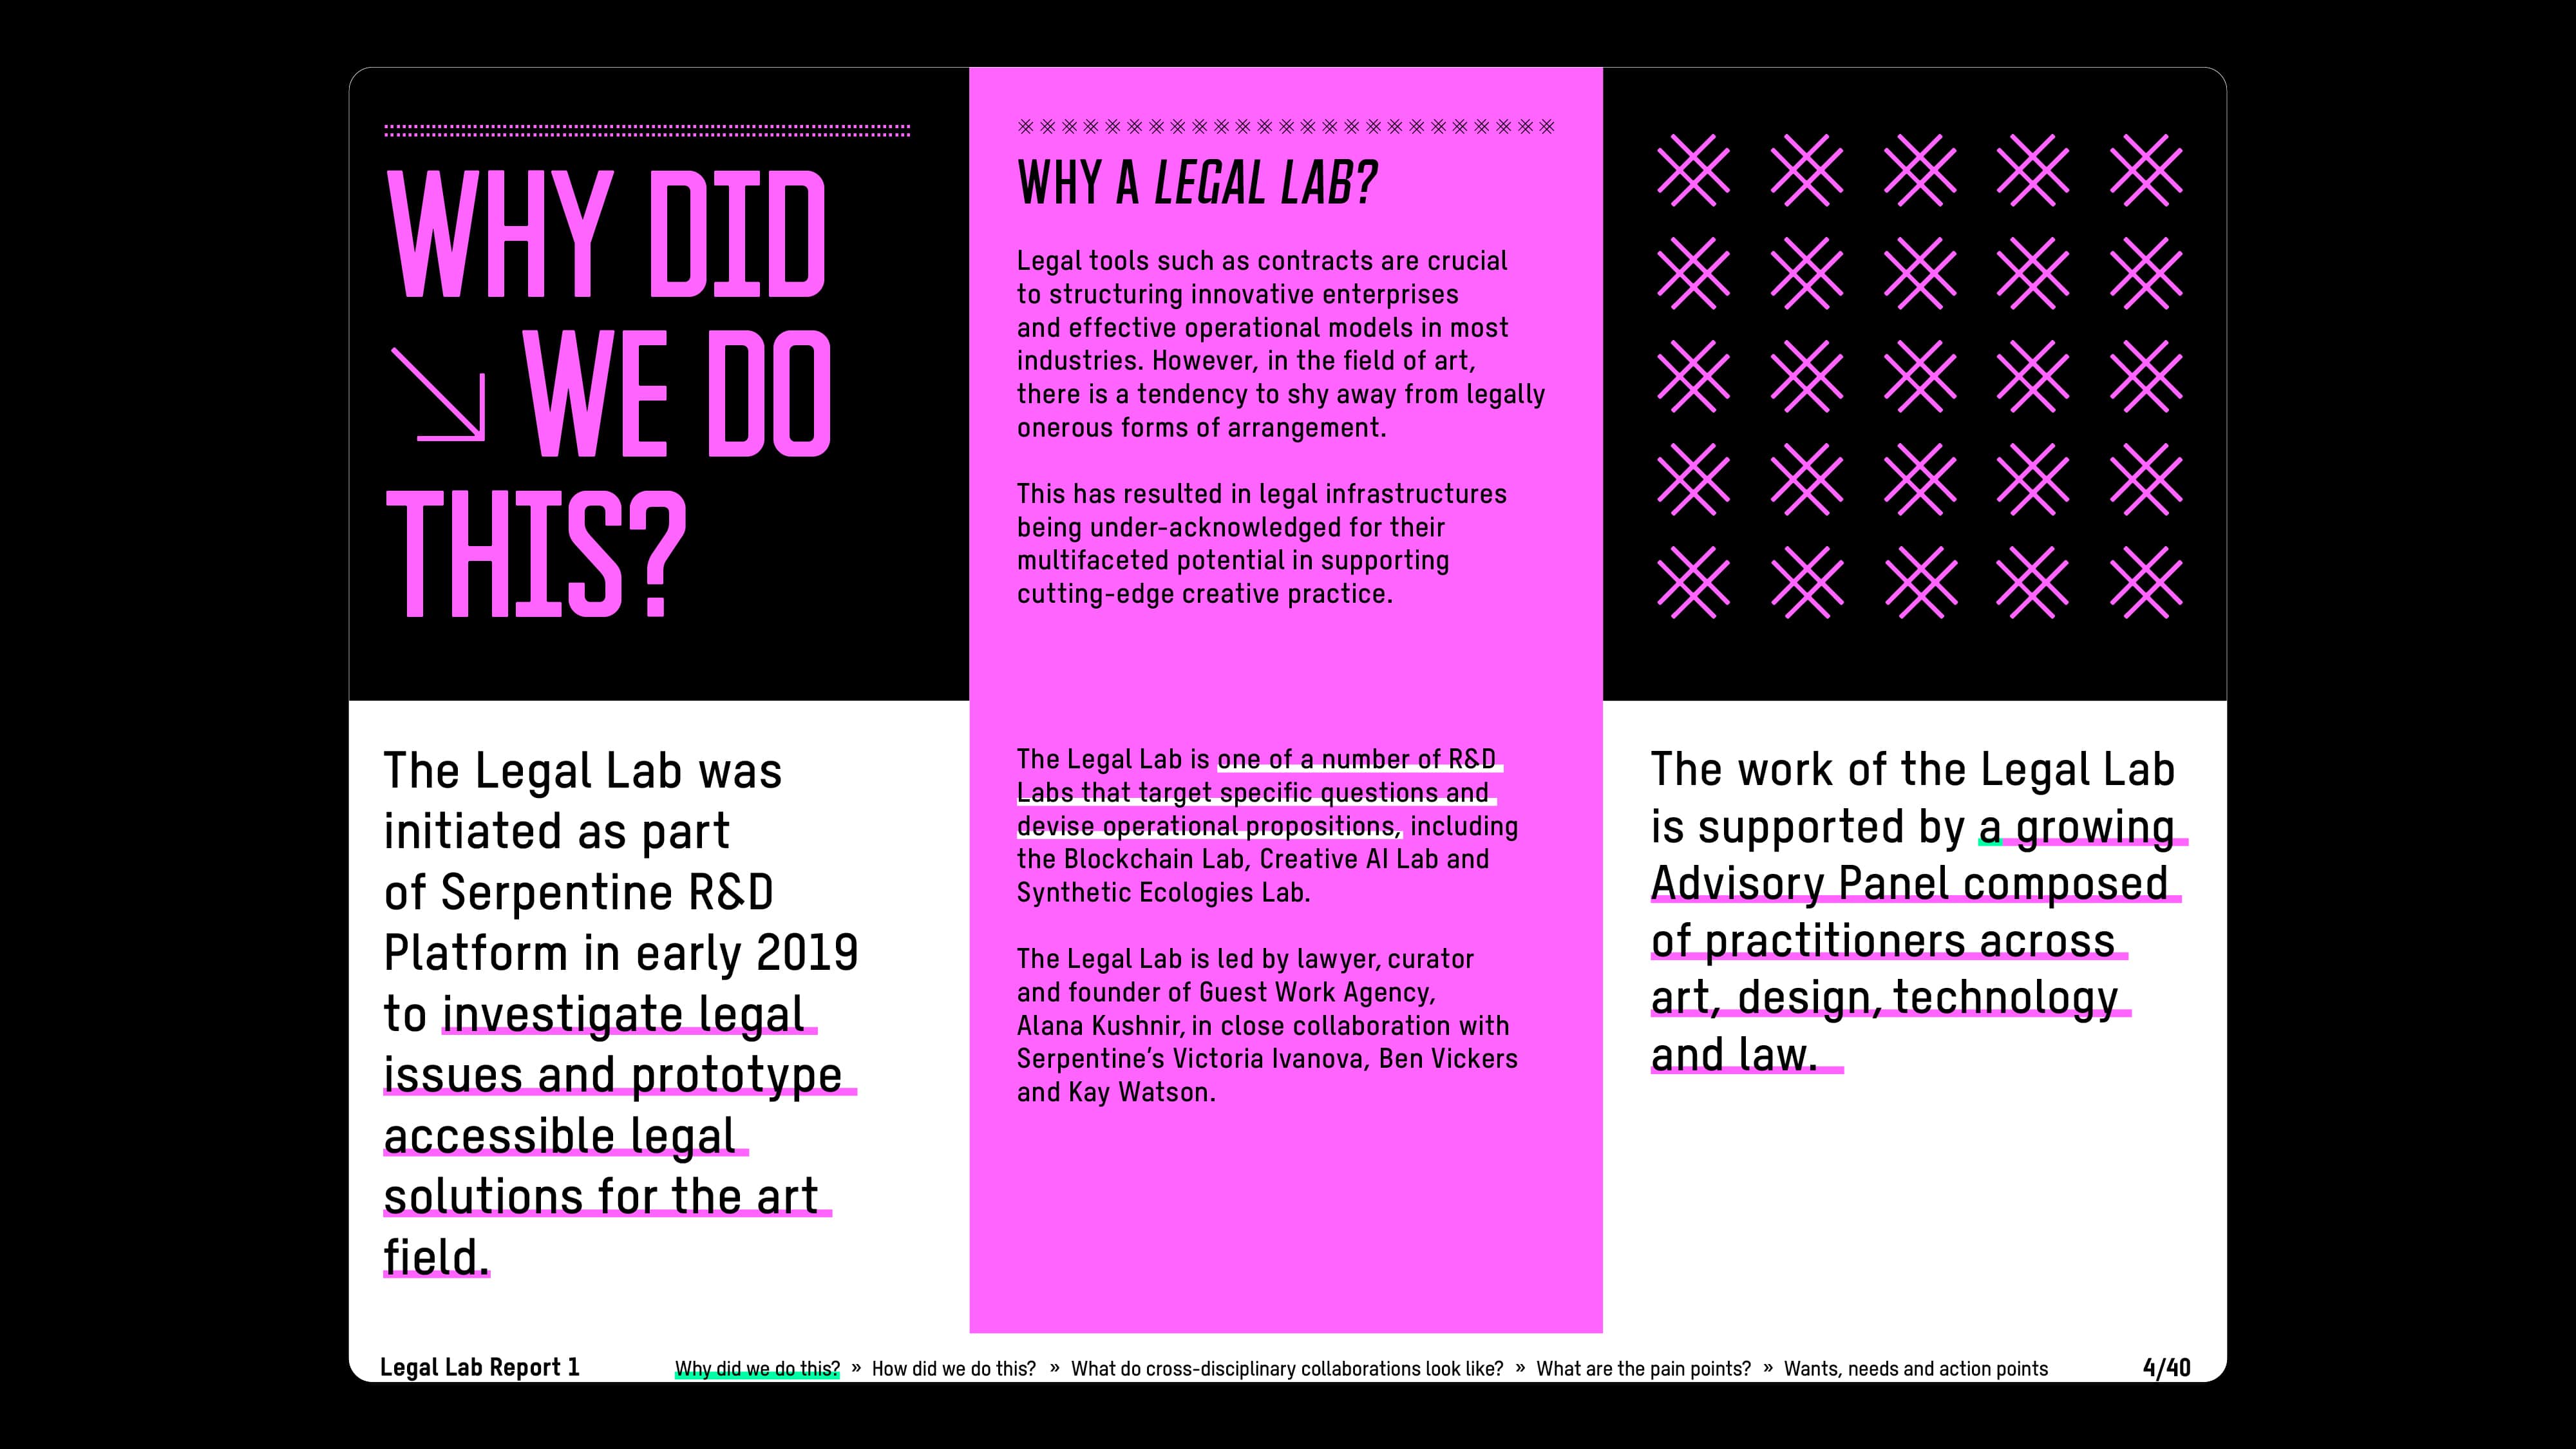 WHY DID
WE DO
THIS?
The Legal Lab was
initiated as part
of Serpentine R&D
Platform in early 2019
to investigate legal
issues and prototype
accessible legal
solutions for the art
field.
WHY A LEGAL LAB?
Legal tools such as contracts are crucial
to structuring innovative enterprises
and effective operational models in most
industries. However, in the field of art,
there is a tendency to shy away from legally
onerous forms of arrangement.
This has resulted in legal infrastructures
being under-acknowledged for their
multifaceted potential in supporting
cutting-edge creative practice.
The Legal Lab is one of a number of R&D
Labs that target specific questions and
devise operational propositions, including
the Blockchain Lab, Creative AI Lab and
Synthetic Ecologies Lab.
The Legal Lab is led by lawyer, curator
and founder of Guest Work Agency,
Alana Kushnir, in close collaboration with
Serpentine's Victoria Ivanova, Ben Vickers
and Kay Watson.
The work of the Legal Lab
is supported by a growing
Advisory Panel composed
of practitioners across
art, design, technology
and law.
Legal Lab Report 1
Why did we do this? » How did we do this? » What do cross-disciplinary collaborations look like? » What are the pain points? » Wants, needs and action points
4/40